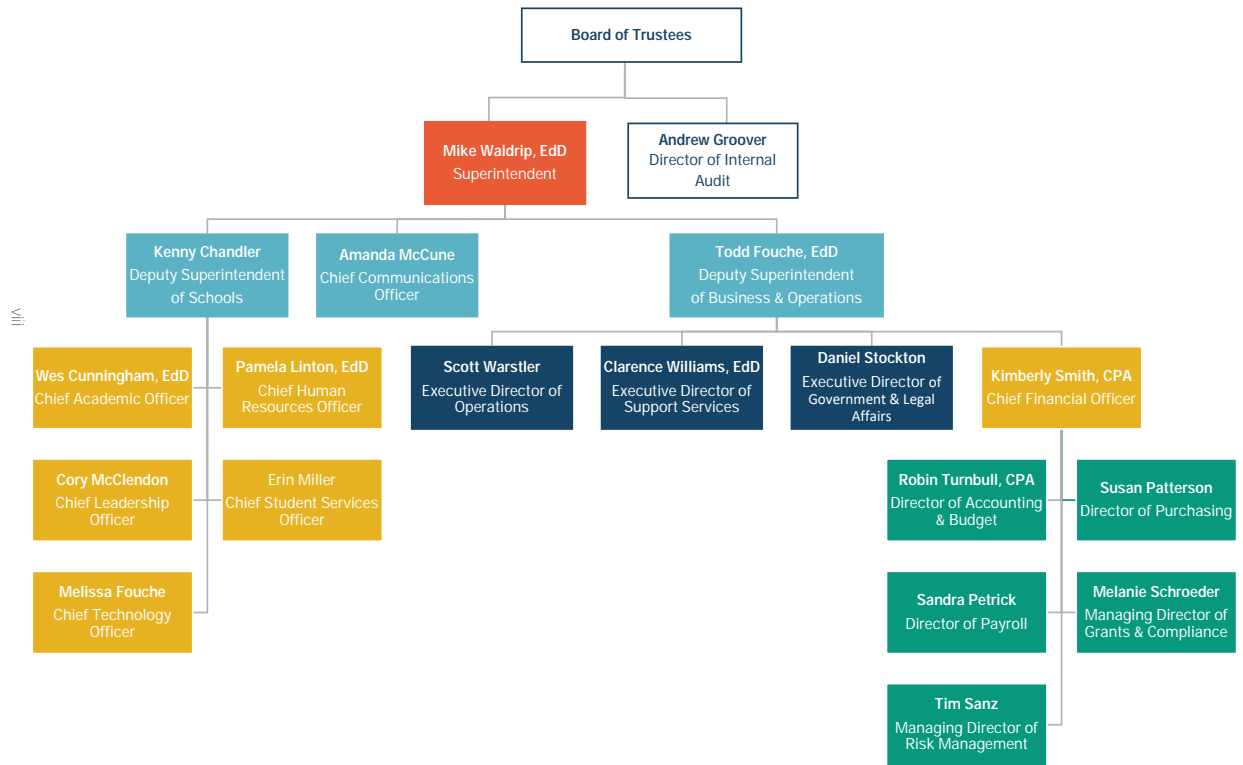 Board of Trustees
Mike Waldrip, EdD
Superintendent
Andrew Groover
Director of Internal
Audit
Kenny Chandler
Deputy Superintendent
of Schools
Amanda McCune
Chief Communications
Officer
Todd Fouche, EdD
Deputy Superintendent
of Business & Operations
viii
Wes Cunningham, EdD
Chief Academic Officer
Pamela Linton, EdD
Chief Human
Resources Officer
Scott Warstler
Executive Director of
Operations
Clarence Williams, EdD
Executive Director of
Support Services
Daniel Stockton
Executive Director of
Government & Legal
Affairs
Kimberly Smith, CPA
Chief Financial Officer
Cory McClendon
Chief Leadership
Officer
Erin Miller
Chief Student Services
Officer
Robin Turnbull, CPA
Director of Accounting
& Budget
Susan Patterson
Director of Purchasing
Melissa Fouche
Chief Technology
Officer
Sandra Petrick
Director of Payroll
Melanie Schroeder
Managing Director of
Grants & Compliance
Tim Sanz
Managing Director of
Risk Management